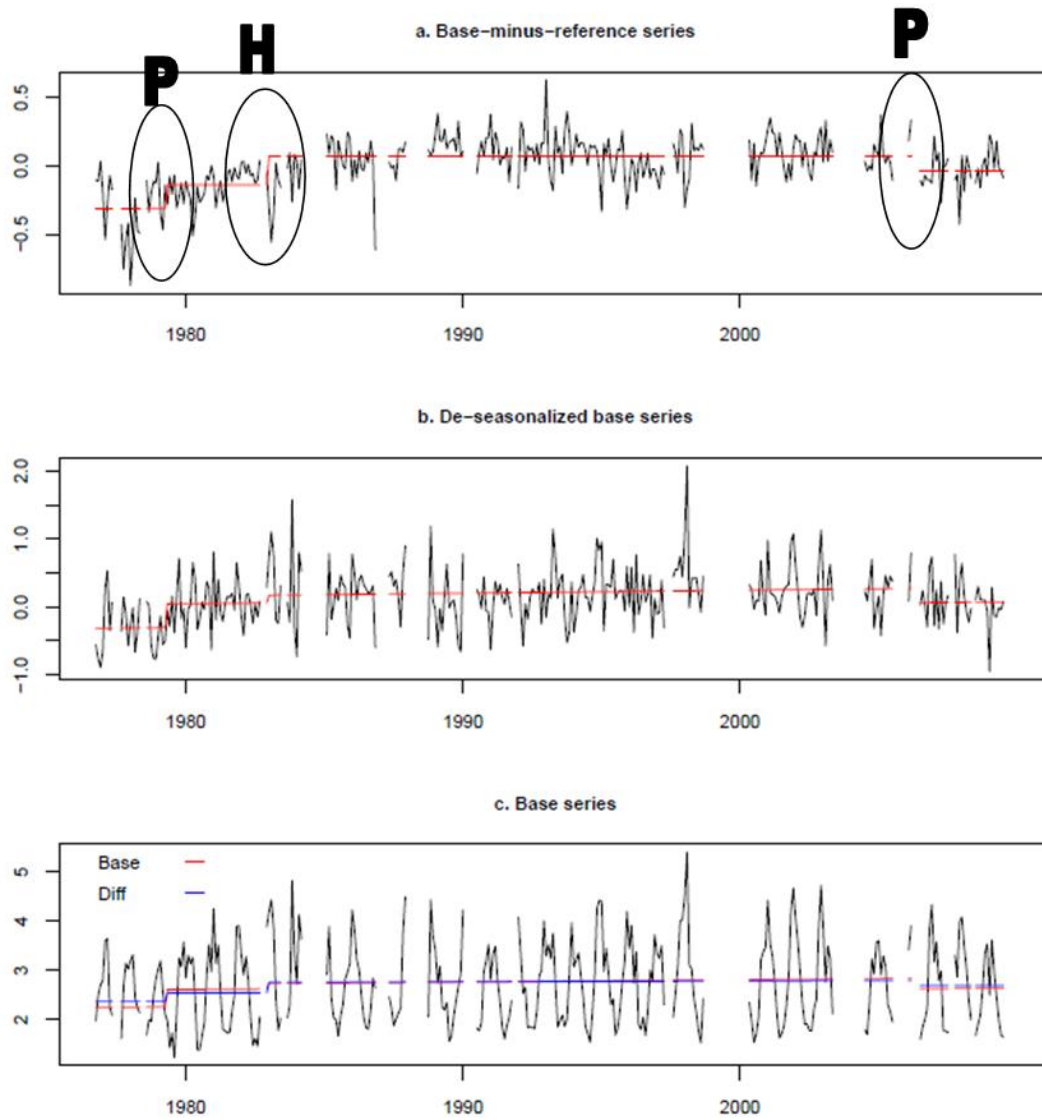 P H P
a. Base−minus−reference series
0.5
0.0
−0.5
1980 1990 2000
b. De−seasonalized base series
2.0
1.0
0.0
−1.0
1980 1990 2000
c. Base series
Base
Diff
5
4
3
2
1980 1990 2000